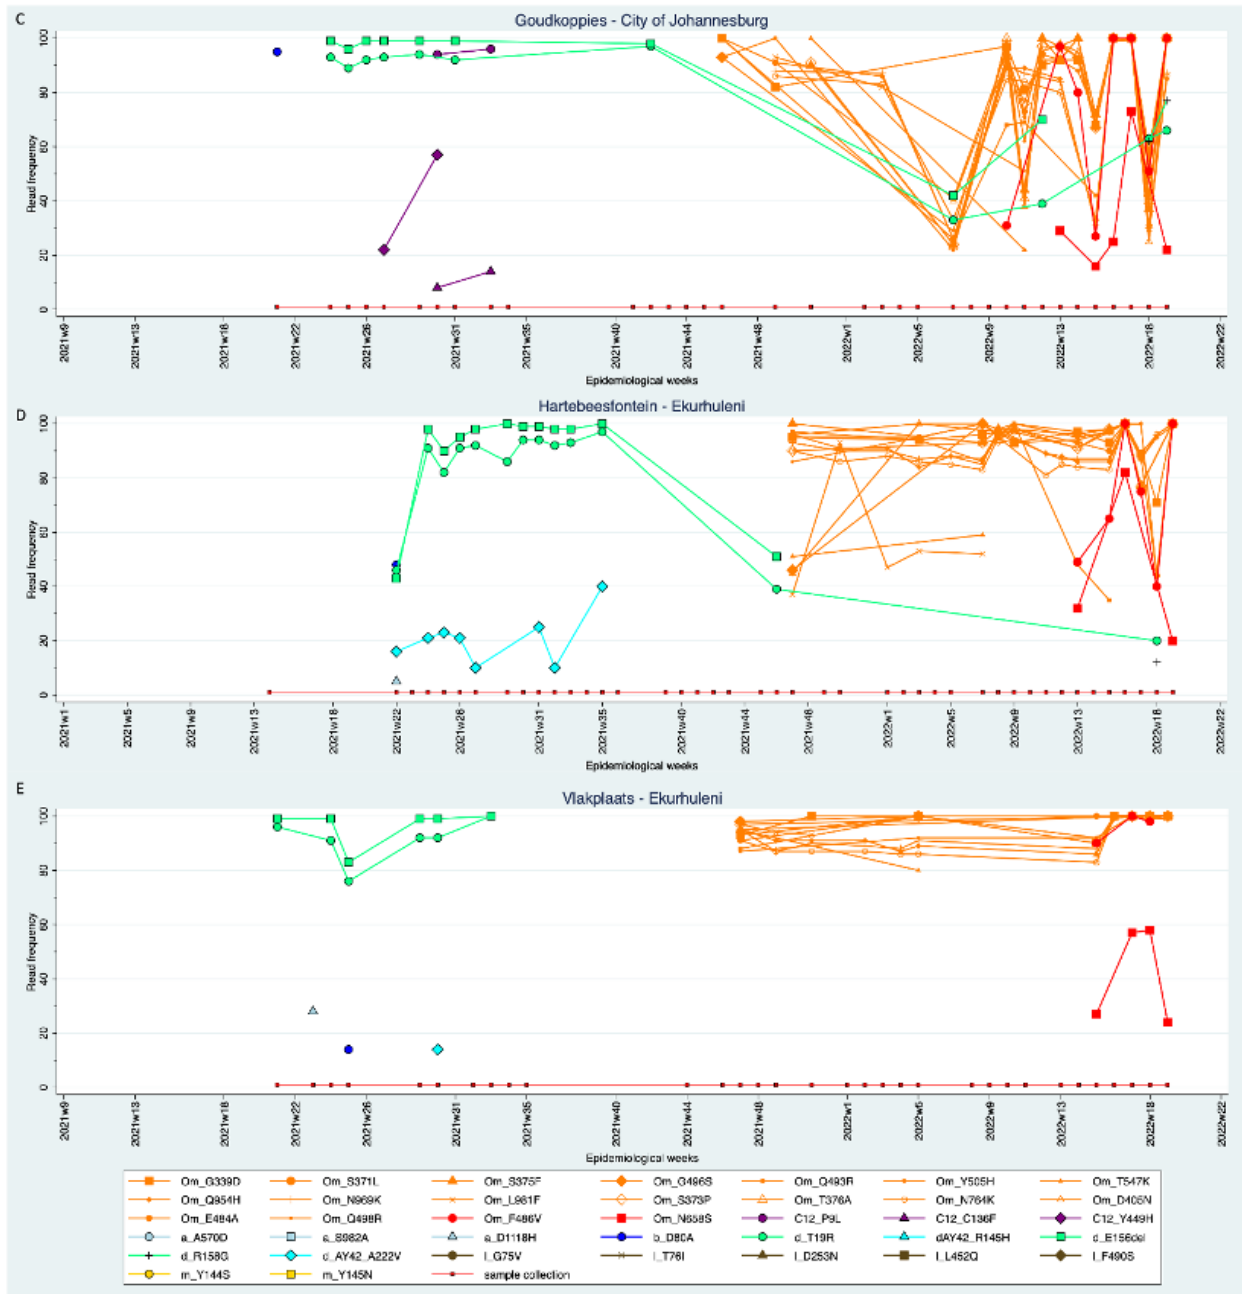 C
Goudkoppies - City of Johannesburg
Read frequency
100
80
60
40
20
0
2021w9 2021w13 2021w18 2021w22 2021w26 2021w31 2021w35 2021w40 2021w44 2021w48 2022w1 2022w5 2022w9 2022w13 2022w18 2022w22
Epidemiological weeks
D
Hartebeesfontein - Ekurhuleni
Read frequency
100
80
60
40
20
0
2021w1 2021w5 2021w9 2021w13 2021w18 2021w22 2021w26 2021w31 2021w35 2021w40 2021w44 2021w48 2022w1 2022w5 2022w9 2022w13 2022w18 2022w22
Epidemiological weeks
E
Vlakplaats - Ekurhuleni
Read frequency
100
80
60
40
20
0
2021w9 2021w13 2021w18 2021w22 2021w26 2021w31 2021w35 2021w40 2021w44 2021w48 2022w1 2022w5 2022w9 2022w13 2022w18 2022w22
Epidemiological weeks
Om_G339D Om_S371L Om_S375F Om_G496S Om_Q493R Om_Y505H Om_T547K
Om_Q954H Om_N969K Om_L981F Om_S373P Om_T376A Om_N764K Om_D405N
Om_E484A Om_Q498R Om_F486V Om_N658S C12_P9L C12_C136F C12_Y449H
a_A570D a_S982A a_D1118H b_D80A d_T19R dAY42_R145H d_E156del
d_R158G d_AY42_A222V l_G75V l_T76I l_D253N l_L452Q l_F490S
m_Y144S m_Y145N sample collection